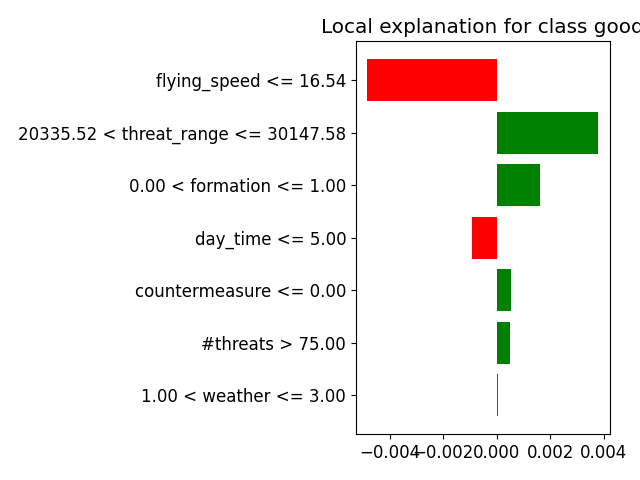 Local explanation for class good
flying_speed <= 16.54
20335.52 < threat_range <= 30147.58
0.00 < formation <= 1.00
day_time <= 5.00
countermeasure <= 0.00
#threats > 75.00
1.00 < weather <= 3.00
−0.004 −0.002 0.000 0.002 0.004